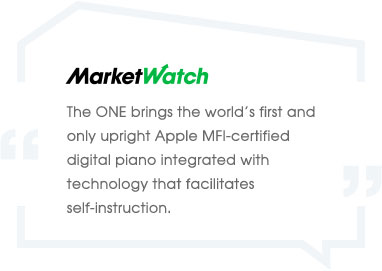 MarketWatch
The ONE brings the world's first and
only upright Apple MFI-certified
digital piano integrated with
technology that facilitates
self-instruction.